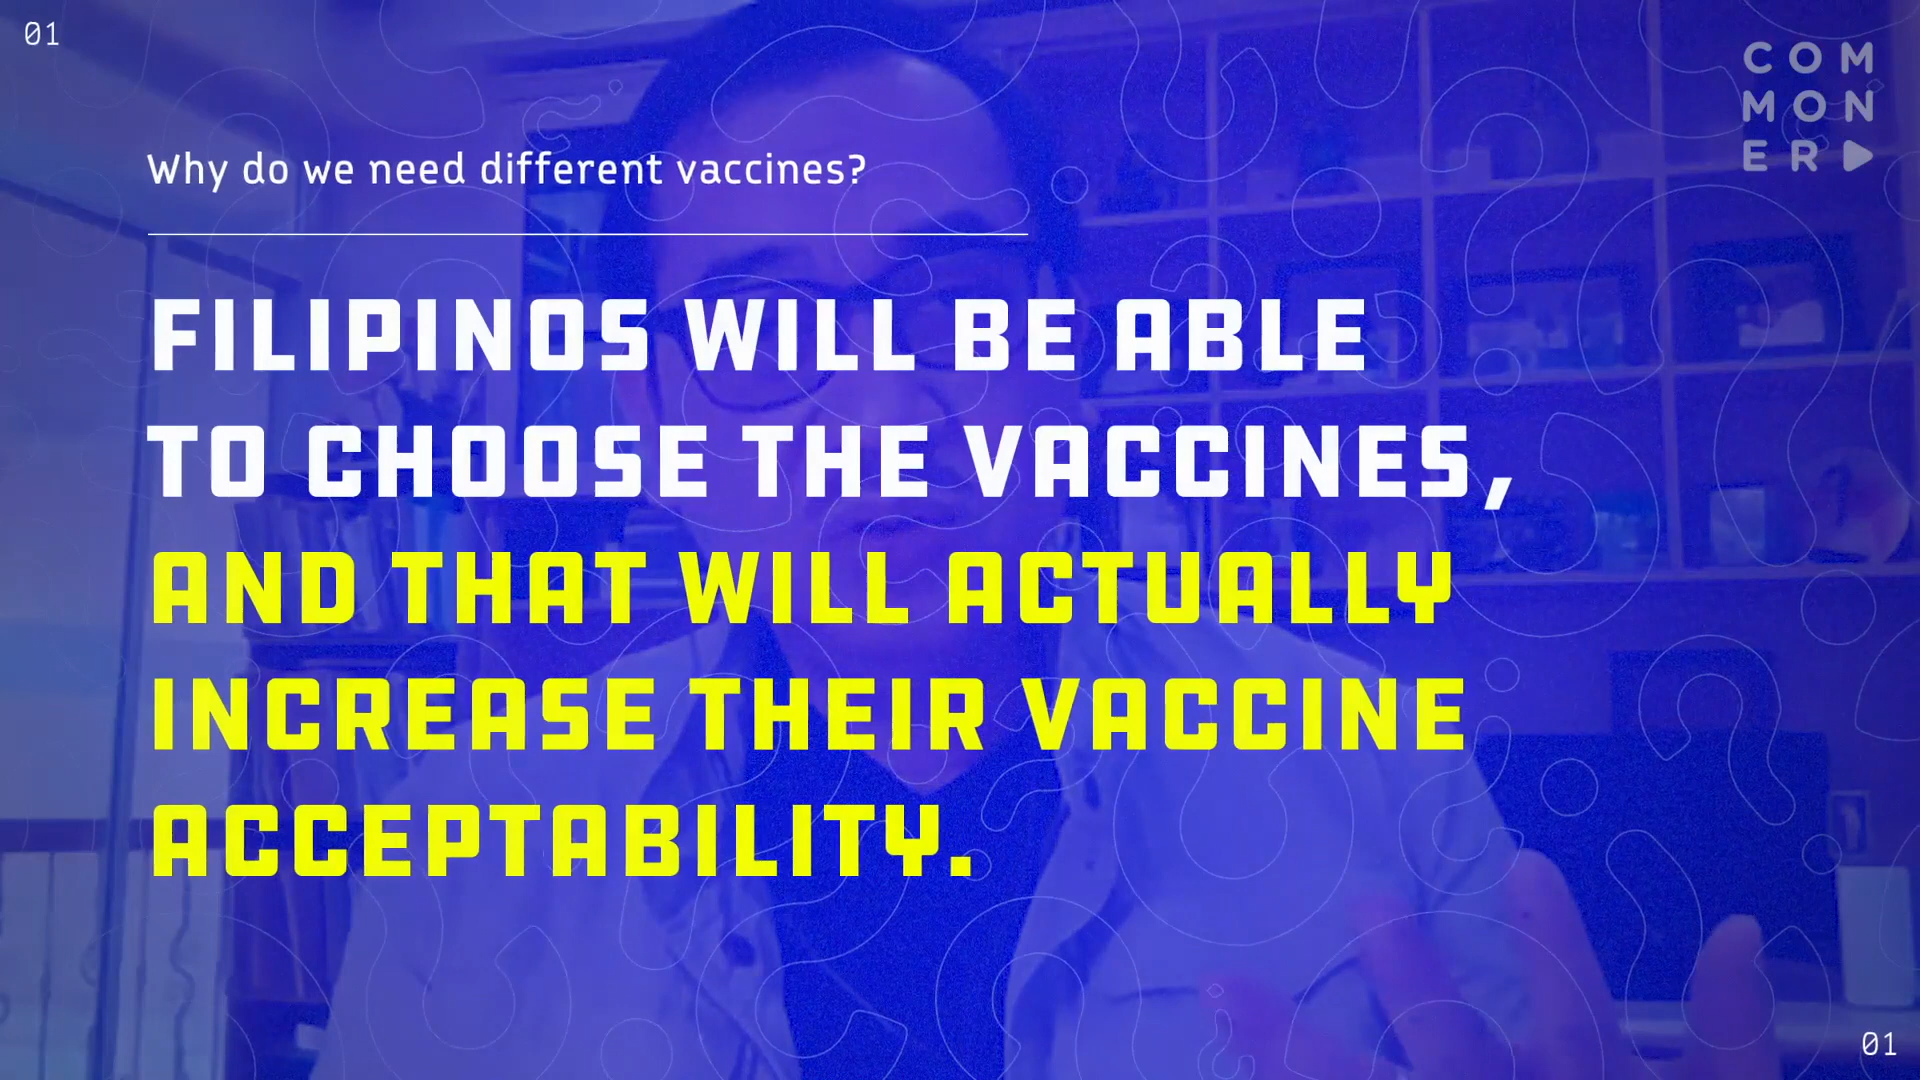 01
COM
MON
ER
Why do we need different vaccines?
FILIPINOS WILL BE ABLE
TO CHOOSE THE VACCINES,
AND THAT WILL ACTUALLY
INCREASE THEIR VACCINE
ACCEPTABILITY.
01